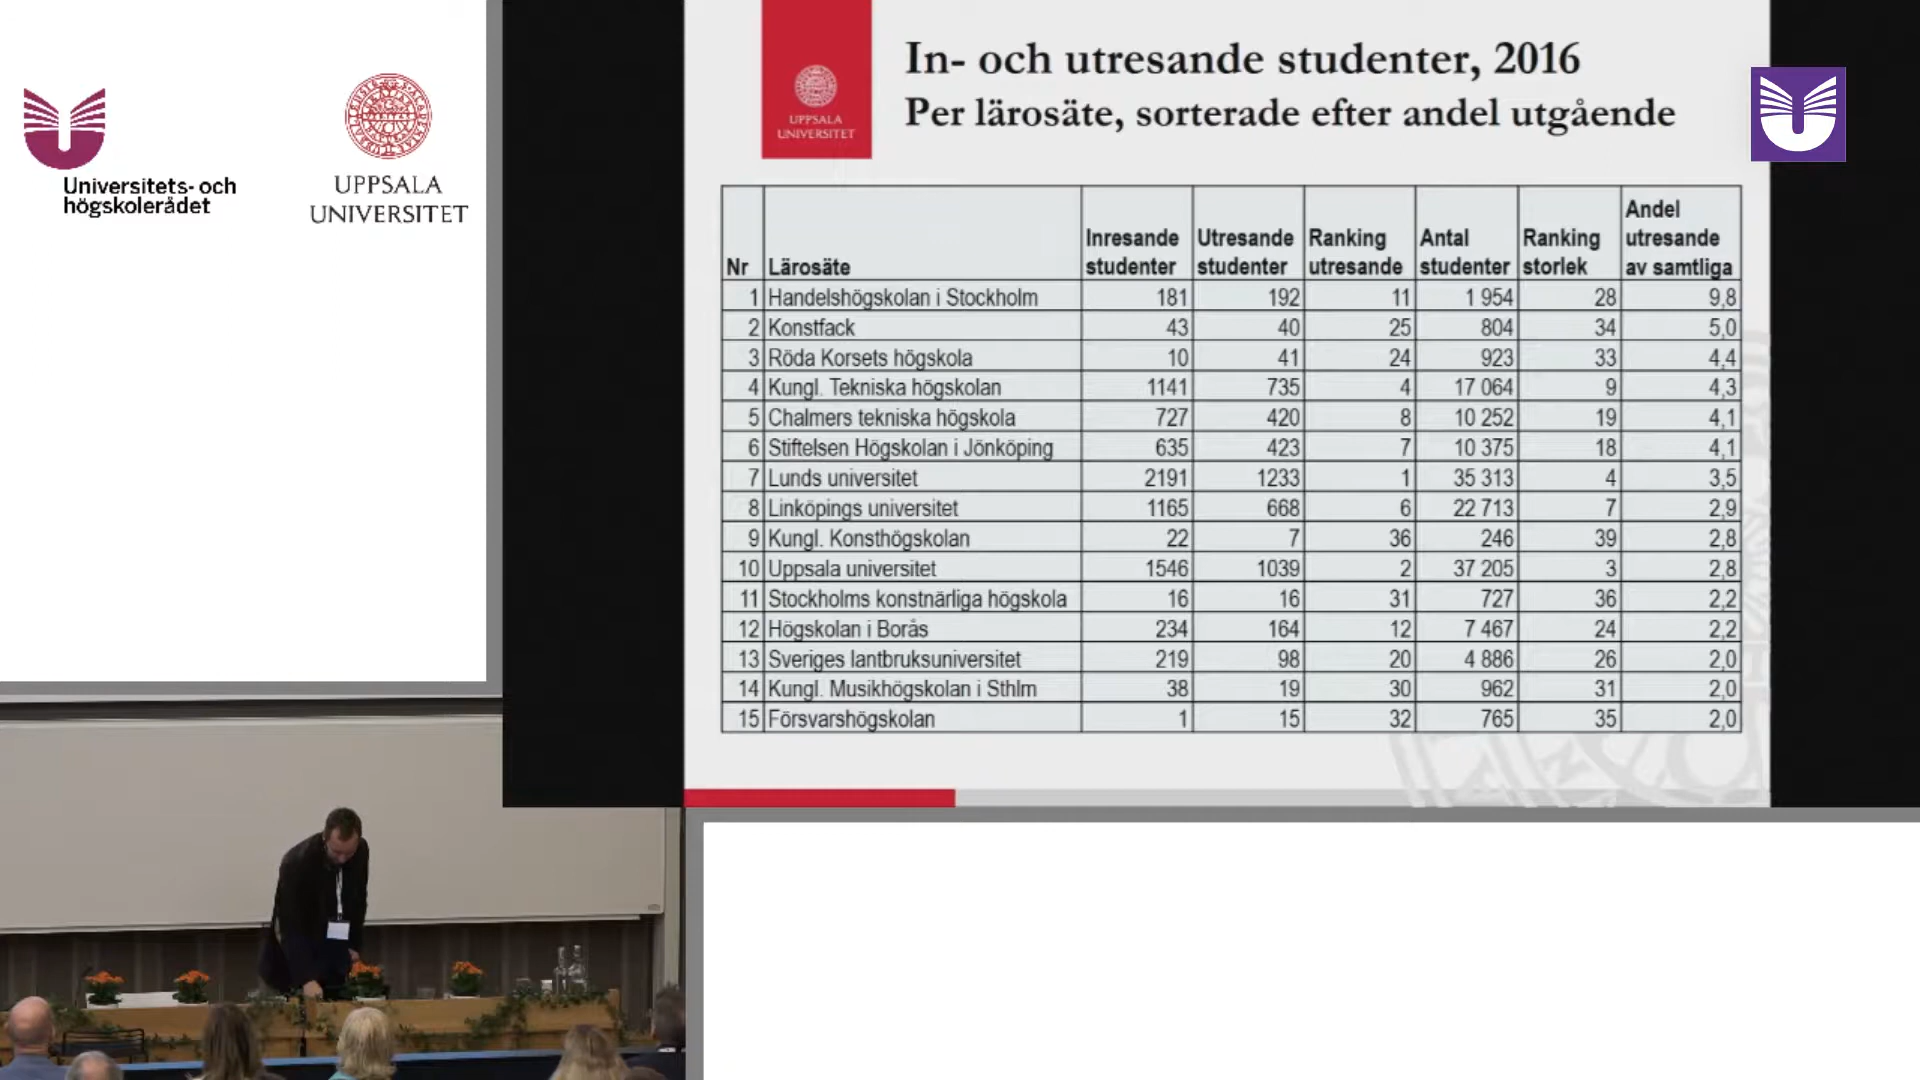 Universitets- och
högskolerådet
UPPSALA
UNIVERSITET
UPPSALA
UNIVERSITET
In- och utresande studenter, 2016
Per lärosäte, sorterade efter andel utgående
Nr Lärosäte Inresande studenter Utresande studenter Ranking utresande Antal studenter Ranking storlek Andel utresande av samtliga
1 Handelshögskolan i Stockholm 181 192 11 1 954 28 9,8
2 Konstfack 43 40 25 804 34 5,0
3 Röda Korsets högskola 10 41 24 923 33 4,4
4 Kungl. Tekniska högskolan 1141 735 4 17 064 9 4,3
5 Chalmers tekniska högskola 727 420 8 10 252 19 4,1
6 Stiftelsen Högskolan i Jönköping 635 423 7 10 375 18 4,1
7 Lunds universitet 2191 1233 1 35 313 4 3,5
8 Linköpings universitet 1165 668 6 22 713 7 2,9
9 Kungl. Konsthögskolan 22 7 36 246 39 2,8
10 Uppsala universitet 1546 1039 2 37 205 3 2,8
11 Stockholms konstnärliga högskola 16 16 31 727 36 2,2
12 Högskolan i Borås 234 164 12 7 467 24 2,2
13 Sveriges lantbruksuniversitet 219 98 20 4 886 26 2,0
14 Kungl. Musikhögskolan i Sthlm 38 19 30 962 31 2,0
15 Försvarshögskolan 1 15 32 765 35 2,0